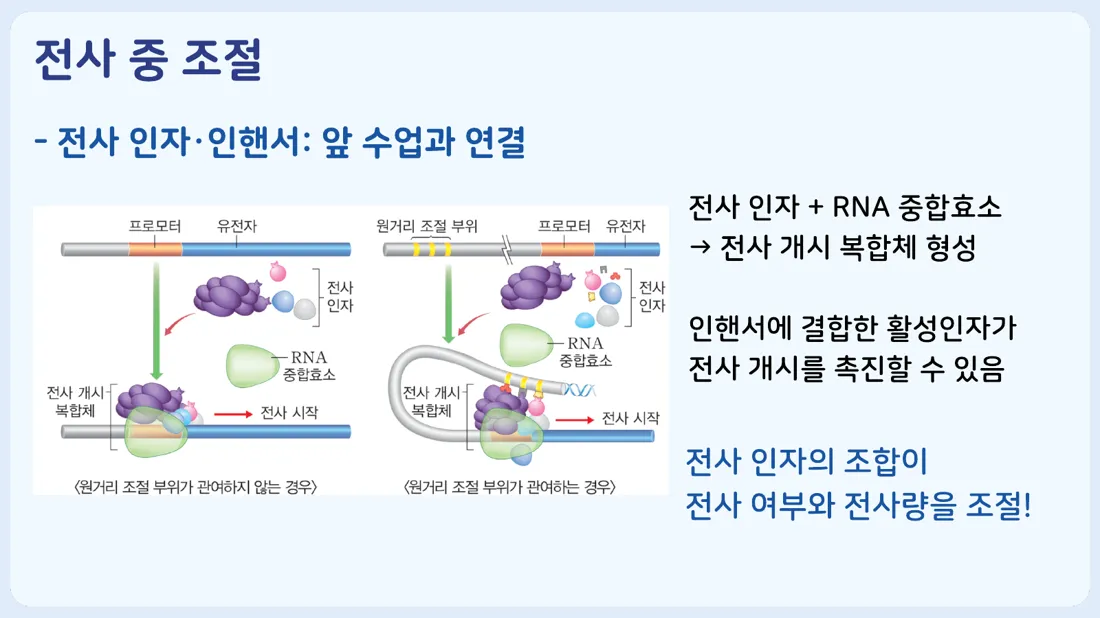 전사 중 조절
- 전사 인자·인핸서: 앞 수업과 연결
프로모터
유전자
전사
인자
RNA
중합효소
전사 개시
복합체
전사 시작
〈원거리 조절 부위가 관여하지 않는 경우〉
원거리 조절 부위
프로모터
유전자
전사
인자
RNA
중합효소
전사 개시
복합체
전사 시작
〈원거리 조절 부위가 관여하는 경우〉
전사 인자 + RNA 중합효소
→ 전사 개시 복합체 형성
인핸서에 결합한 활성인자가
전사 개시를 촉진할 수 있음
전사 인자의 조합이
전사 여부와 전사량을 조절!